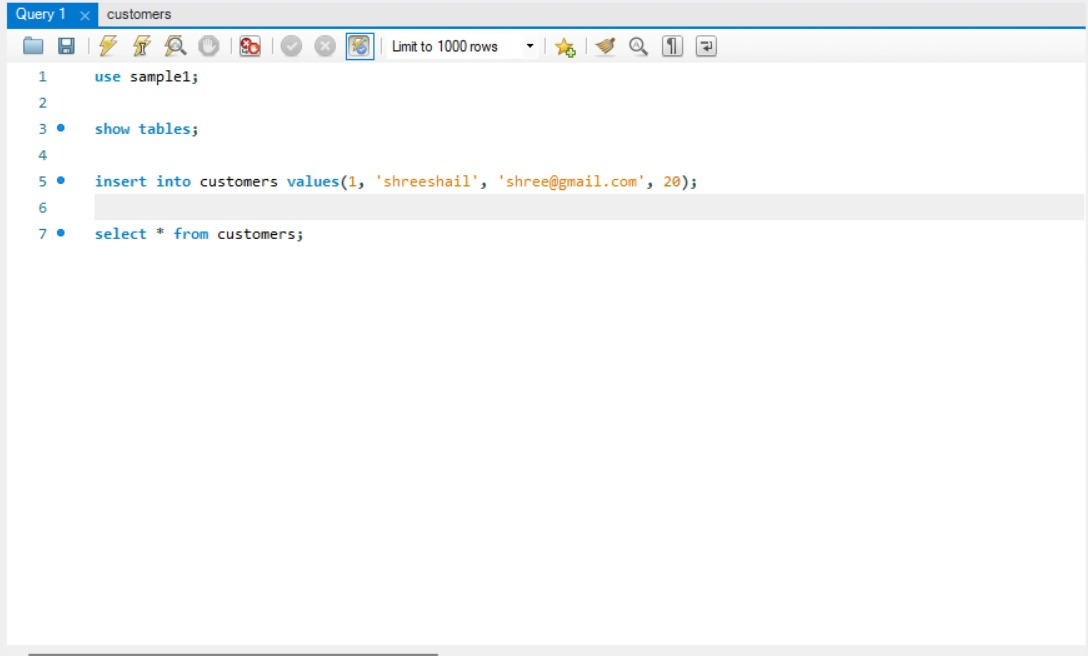 Query 1 customers
Limit to 1000 rows
1 use sample1;
2
3 show tables;
4
5 insert into customers values(1, 'shreeshail', 'shree@gmail.com', 20);
6
7 select * from customers;